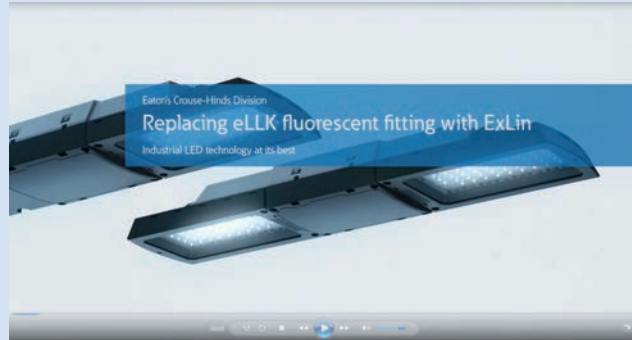 Eaton's Crouse-Hinds Division
Replacing eLLK fluorescent fitting with ExLin
Industrial LED technology at its best